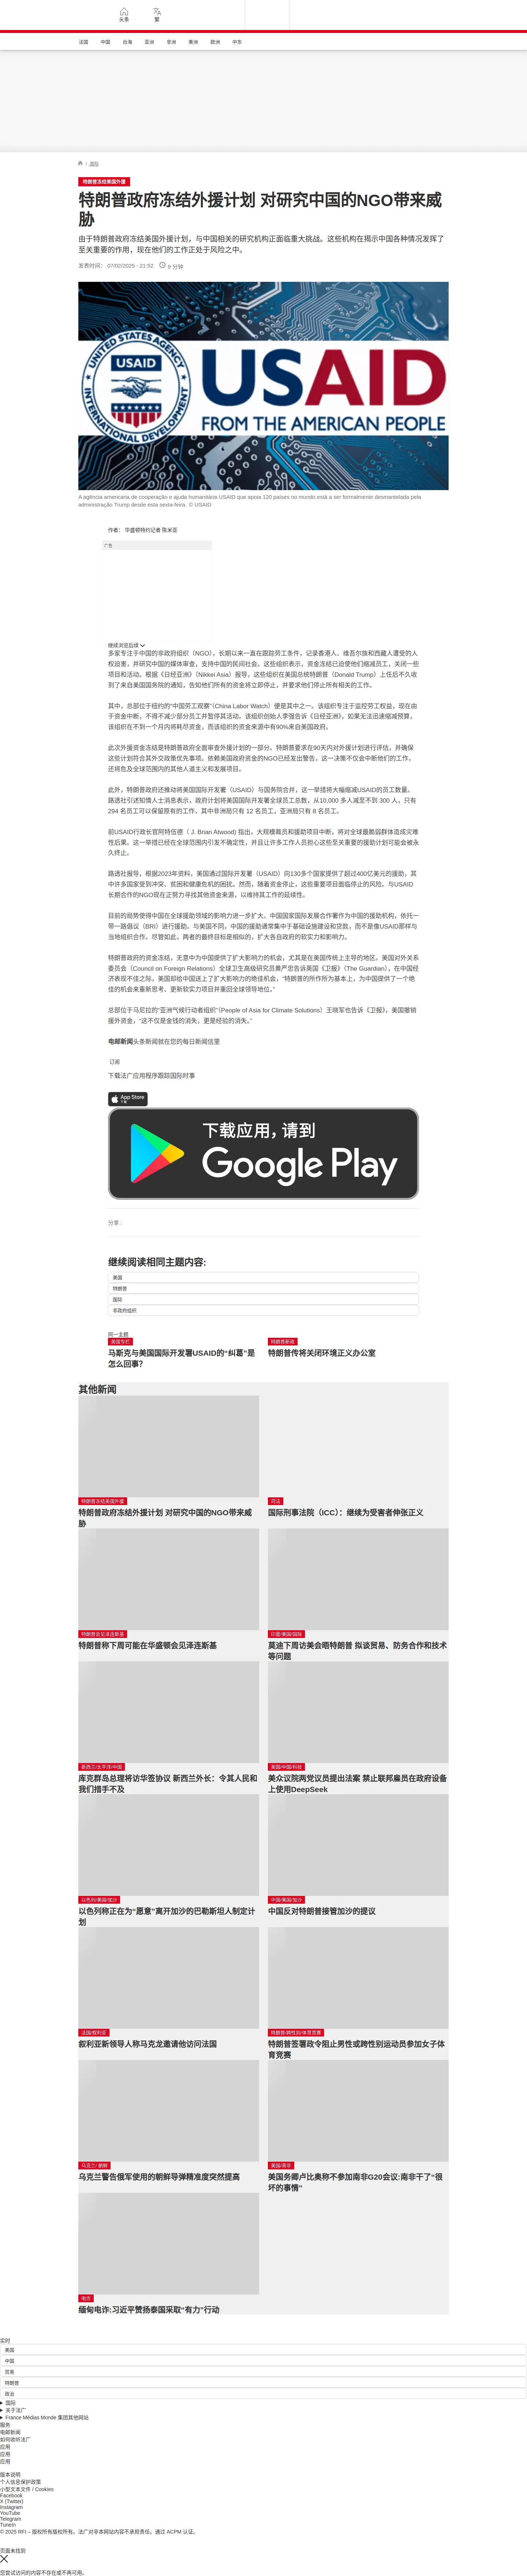 头条
繁
法国
中国
台海
亚洲
非洲
美洲
欧洲
中东
国际
特朗普冻结美国外援
特朗普政府冻结外援计划 对研究中国的NGO带来威
胁
由于特朗普政府冻结美国外援计划，与中国相关的研究机构正面临重大挑战。这些机构在揭示中国各种情况发挥了
至关重要的作用，现在他们的工作正处于风险之中。
发表时间： 07/02/2025 - 21:52
9 分钟
UNITED STATES AGENCY
INTERNATIONAL DEVELOPMENT
USAID
USAID
FROM THE AMERICAN PEOPLE
A agência americana de cooperação e ajuda humanitária USAID que apoia 120 países no mundo está a ser formalmente desmantelada pela
administração Trump desde esta sexta-feira. © USAID
作者： 华盛顿特约记者 陈米亚
广告
继续浏览后续
多家专注于中国的非政府组织（NGO），长期以来一直在跟踪劳工条件，记录香港人、维吾尔族和西藏人遭受的人
权迫害，并研究中国的媒体审查，支持中国的民间社会。这些组织表示，资金冻结已迫使他们缩减员工，关闭一些
项目和活动。根据《日经亚洲》（Nikkei Asia）报导，这些组织在美国总统特朗普（Donald Trump）上任后不久收
到了来自美国国务院的通知，告知他们所有的资金将立即停止，并要求他们停止所有相关的工作。
其中，总部位于纽约的“中国劳工观察”（China Labor Watch）便是其中之一。该组织专注于监控劳工权益，现在由
于资金中断，不得不减少部分员工并暂停其活动。该组织创始人李强告诉《日经亚洲》，如果无法迅速缩减预算，
该组织在不到一个月内将耗尽资金，而该组织的资金来源中有90%来自美国政府。
此次外援资金冻结是特朗普政府全面审查外援计划的一部分、特朗普要求在90天内对外援计划进行评估，并确保
这些计划符合其外交政策优先事项。依赖美国政府资金的NGO已经发出警告，这一决策不仅会中断他们的工作，
还将危及全球范围内的其他人道主义和发展项目。
此外，特朗普政府还推动将美国国际开发署（USAID）与国务院合并，这一举措将大幅缩减USAID的员工数量。
路透社引述知情人士消息表示，政府计划将美国国际开发署全球员工总数，从10,000 多人减至不到 300 人，只有
294 名员工可以保留原有的工作，其中非洲局只有 12 名员工，亚洲局只有 8 名员工。
前USAID行政长官阿特伍德（ J. Brian Atwood) 指出，大规模裁员和援助项目中断，将对全球最脆弱群体造成灾难
性后果。这一举措已经在全球范围内引发不确定性，并且让许多工作人员担心这些至关重要的援助计划可能会被永
久终止。
路透社报导，根据2023年资料，美国通过国际开发署（USAID）向130多个国家提供了超过400亿美元的援助，其
中许多国家受到冲突、贫困和健康危机的困扰。然而，随着资金停止，这些重要项目面临停止的风险。与USAID
长期合作的NGO现在正努力寻找其他资金来源，以维持其工作的延续性。
目前的局势使得中国在全球援助领域的影响力进一步扩大。中国国家国际发展合作署作为中国的援助机构，依托一
带一路倡议（BRI）进行援助。与美国不同，中国的援助通常集中于基础设施建设和贷款，而不是像USAID那样与
当地组织合作。尽管如此，两者的最终目标是相似的，扩大各自政府的软实力和影响力。
特朗普政府的资金冻结，无意中为中国提供了扩大影响力的机会，尤其是在美国传统上主导的地区。美国对外关系
委员会（Council on Foreign Relations）全球卫生高级研究员黄严忠告诉英国《卫报》（The Guardian），在中国经
济表现不佳之际，美国却给中国送上了扩大影响力的绝佳机会，“特朗普的所作所为基本上，为中国提供了一个绝
佳的机会来重新思考、更新软实力项目并重回全球领导地位。”
总部位于马尼拉的“亚洲气候行动者组织”（People of Asia for Climate Solutions）王晓军也告诉《卫报》，美国撤销
援外资金，“这不仅是金钱的消失，更是经验的消失。”
电邮新闻头条新闻就在您的每日新闻信里
订阅
下载法广应用程序跟踪国际时事
App Store
下载
下载应用，请到
Google Play
分享 :
继续阅读相同主题内容:
美国
特朗普
国际
非政府组织
同一主题
美国专栏
马斯克与美国国际开发署USAID的“纠葛”是
怎么回事?
特朗普新政
特朗普传将关闭环境正义办公室
其他新闻
特朗普冻结美国外援
特朗普政府冻结外援计划 对研究中国的NGO带来威
胁
司法
国际刑事法院（ICC）：继续为受害者伸张正义
特朗普会见泽连斯基
特朗普称下周可能在华盛顿会见泽连斯基
印度/美国/国际
莫迪下周访美会晤特朗普 拟谈贸易、防务合作和技术
等问题
新西兰/太平洋/中国
库克群岛总理将访华签协议 新西兰外长：令其人民和
我们措手不及
美国/中国/科技
美众议院两党议员提出法案 禁止联邦雇员在政府设备
上使用DeepSeek
以色列/美国/加沙
以色列称正在为“愿意”离开加沙的巴勒斯坦人制定计
划
中国/美国/加沙
中国反对特朗普接管加沙的提议
法国/叙利亚
叙利亚新领导人称马克龙邀请他访问法国
特朗普/跨性别/体育竞赛
特朗普签署政令阻止男性或跨性别运动员参加女子体
育竞赛
乌克兰/ 朝鲜
乌克兰警告俄军使用的朝鲜导弹精准度突然提高
美国/南非
美国务卿卢比奥称不参加南非G20会议:南非干了“很
坏的事情”
电诈
缅甸电诈:习近平赞扬泰国采取“有力”行动
实时
美国
中国
贸易
特朗普
政治
国际
关于法广
France Médias Monde 集团其他网站
服务
电邮新闻
如何收听法广
应用
应用
应用
版本说明
个人信息保护政策
小型文本文件 / Cookies
Facebook
X (Twitter)
Instagram
YouTube
Telegram
TuneIn
© 2025 RFI – 版权所有版权所有。法广对非本网站内容不承担责任。通过 ACPM 认证。
页面未找到
您尝试访问的内容不存在或不再可用。